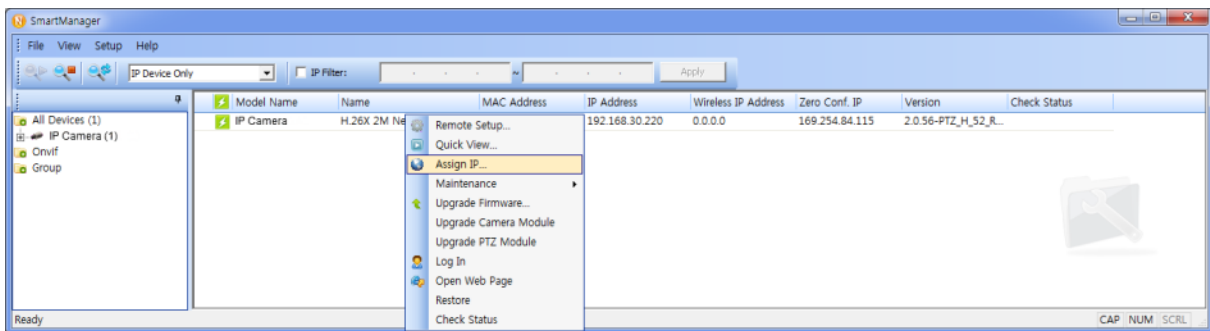 SmartManager
File View Setup Help
IP Device Only IP Filter: . . . ~ . . . Apply
Model Name Name MAC Address IP Address Wireless IP Address Zero Conf. IP Version Check Status
All Devices (1)
IP Camera (1)
Onvif
Group
IP Camera H.26X 2M Ne 192.168.30.220 0.0.0.0 169.254.84.115 2.0.56-PTZ_H_52_R...
Remote Setup...
Quick View...
Assign IP...
Maintenance
Upgrade Firmware...
Upgrade Camera Module
Upgrade PTZ Module
Log In
Open Web Page
Restore
Check Status
Ready CAP NUM SCRL